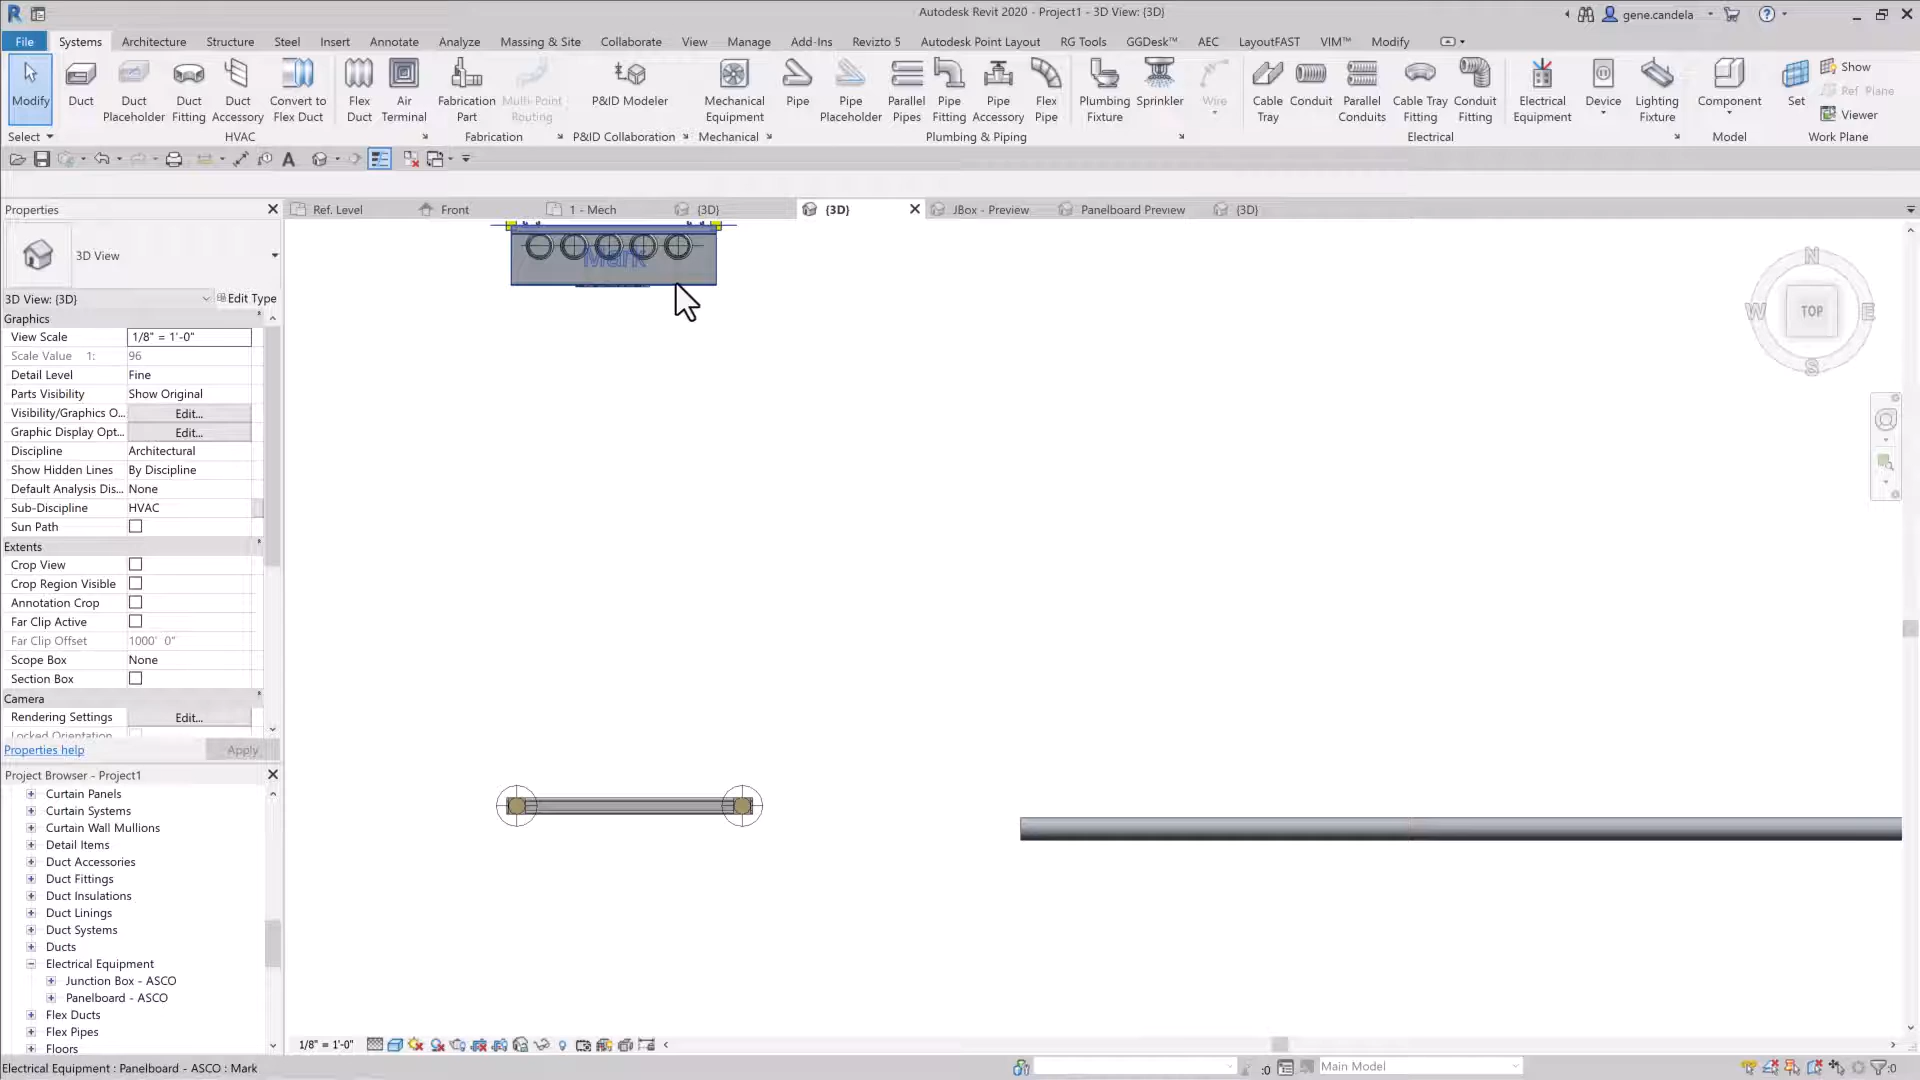 Autodesk Revit 2020 - Project1 - 3D View: {3D}
gene.candela
File Systems Architecture Structure Steel Insert Annotate Analyze Massing & Site Collaborate View Manage Add-Ins Revizto 5 Autodesk Point Layout RG Tools GGDesk™ AEC LayoutFAST VIM™ Modify
Modify
Duct
Duct Placeholder
Duct Fitting
Duct Accessory
Convert to Flex Duct
Flex Duct
Air Terminal
Fabrication Part
Multi-Point Routing
P&ID Modeler
Mechanical Equipment
Pipe
Pipe Placeholder
Parallel Pipes
Pipe Fitting
Pipe Accessory
Flex Pipe
Plumbing Fixture
Sprinkler
Wire
Cable Tray
Conduit
Parallel Conduits
Cable Tray Fitting
Conduit Fitting
Electrical Equipment
Device
Lighting Fixture
Component
Set
Show
Ref Plane
Viewer
Select HVAC Fabrication P&ID Collaboration Mechanical Plumbing & Piping Electrical Model Work Plane
Properties
Ref. Level Front 1 - Mech {3D} {3D} JBox - Preview Panelboard Preview {3D}
3D View
3D View: {3D} Edit Type
Graphics
View Scale 1/8" = 1'-0"
Scale Value 1: 96
Detail Level Fine
Parts Visibility Show Original
Visibility/Graphics O... Edit...
Graphic Display Opt... Edit...
Discipline Architectural
Show Hidden Lines By Discipline
Default Analysis Dis... None
Sub-Discipline HVAC
Sun Path
Extents
Crop View
Crop Region Visible
Annotation Crop
Far Clip Active
Far Clip Offset 1000' 0"
Scope Box None
Section Box
Camera
Rendering Settings Edit...
Locked Orientation
Properties help Apply
Project Browser - Project1
Curtain Panels
Curtain Systems
Curtain Wall Mullions
Detail Items
Duct Accessories
Duct Fittings
Duct Insulations
Duct Linings
Duct Systems
Ducts
Electrical Equipment
Junction Box - ASCO
Panelboard - ASCO
Flex Ducts
Flex Pipes
Floors
Mark
N
W TOP E
S
1/8" = 1'-0"
Electrical Equipment : Panelboard - ASCO : Mark
:0
Main Model
:0